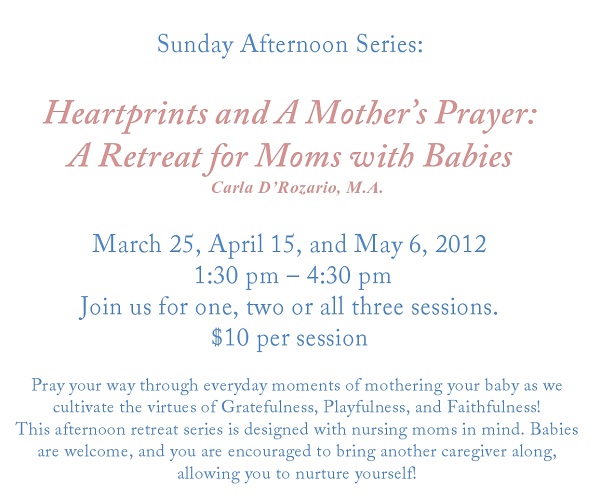 Sunday Afternoon Series:
Heartprints and A Mother's Prayer:
A Retreat for Moms with Babies
Carla D'Rozario, M.A.
March 25, April 15, and May 6, 2012
1:30 pm – 4:30 pm
Join us for one, two or all three sessions.
$10 per session
Pray your way through everyday moments of mothering your baby as we
cultivate the virtues of Gratefulness, Playfulness, and Faithfulness!
This afternoon retreat series is designed with nursing moms in mind. Babies
are welcome, and you are encouraged to bring another caregiver along,
allowing you to nurture yourself!